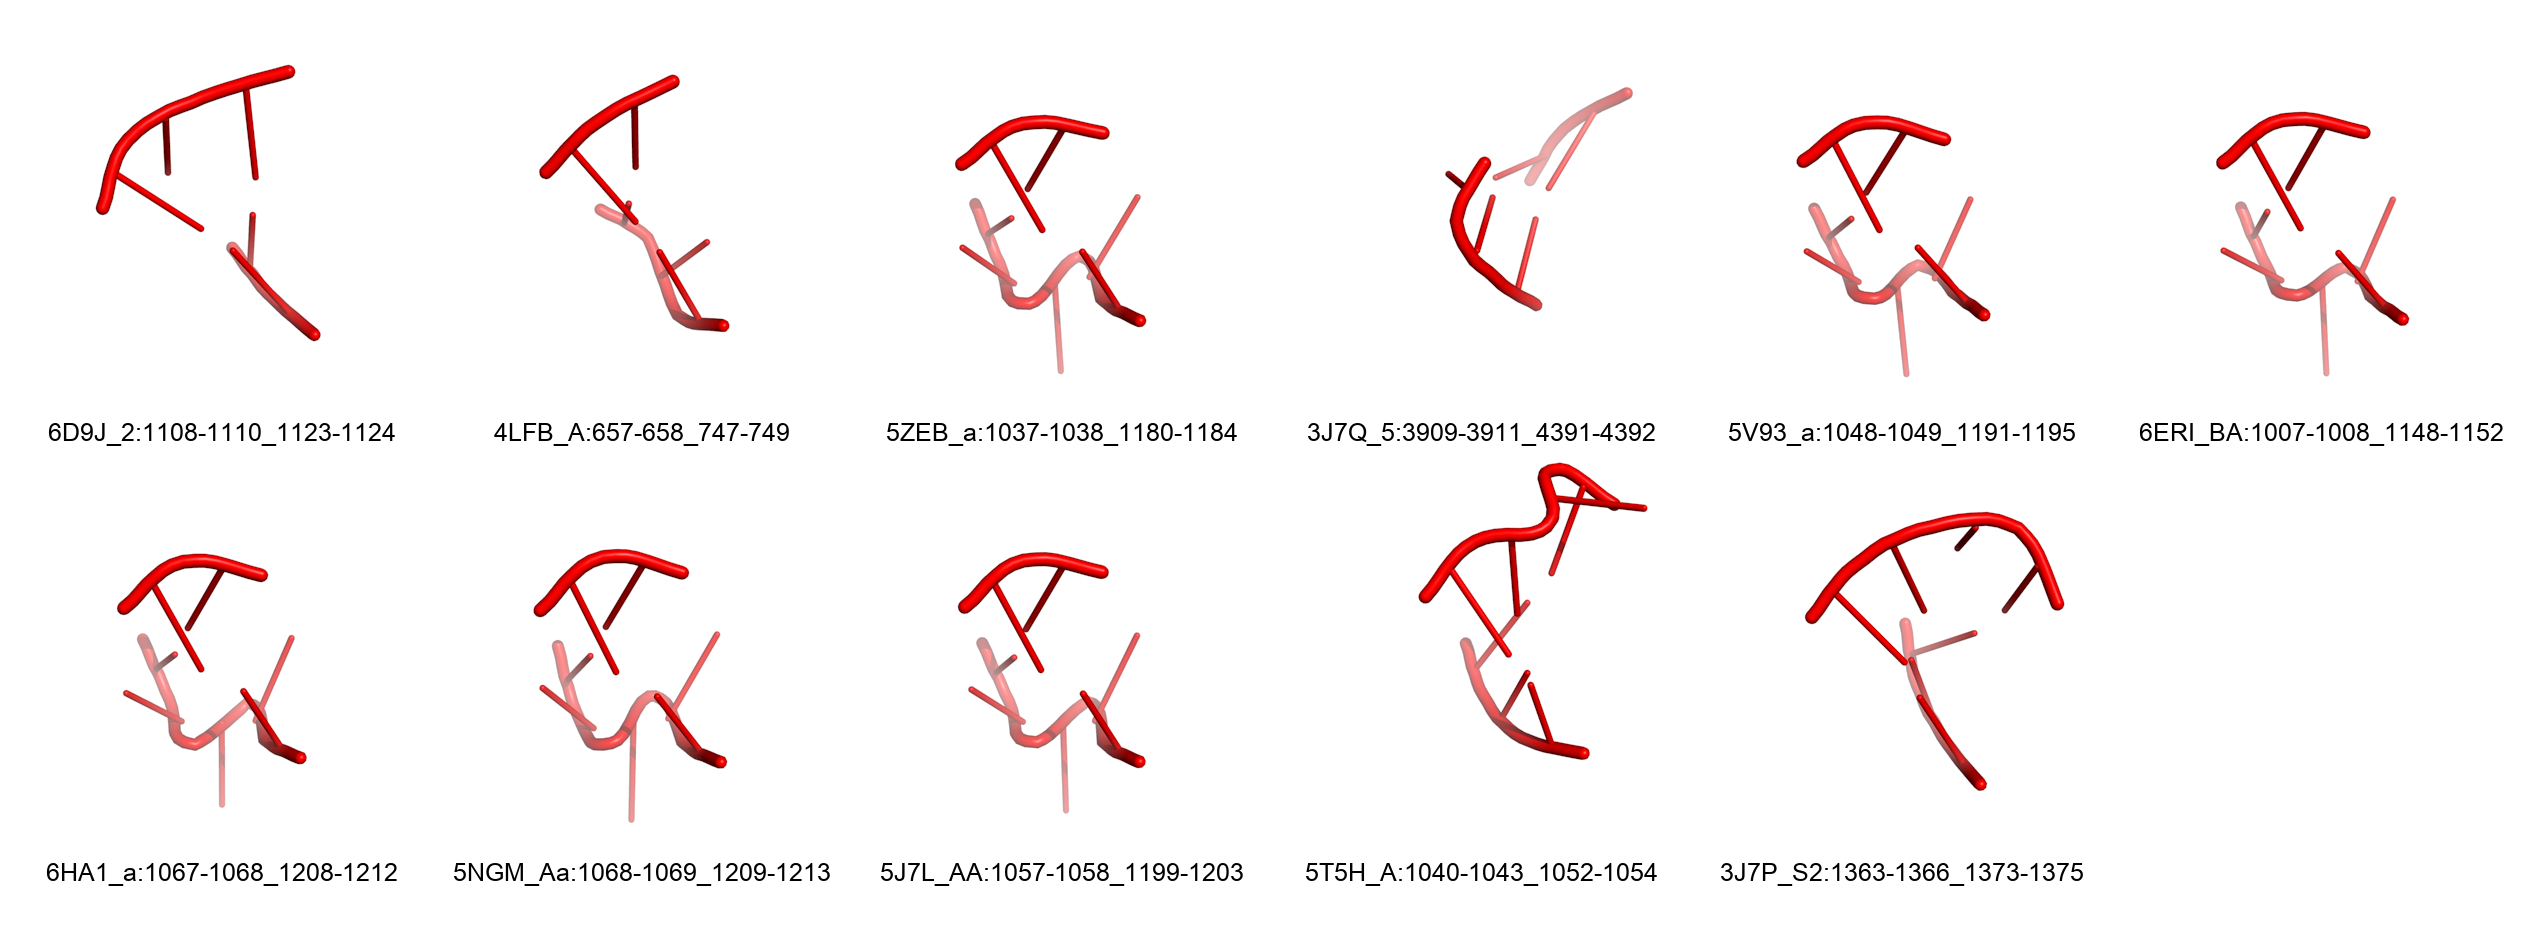 6D9J_2:1108-1110_1123-1124
4LFB_A:657-658_747-749
5ZEB_a:1037-1038_1180-1184
3J7Q_5:3909-3911_4391-4392
5V93_a:1048-1049_1191-1195
6ERI_BA:1007-1008_1148-1152
6HA1_a:1067-1068_1208-1212
5NGM_Aa:1068-1069_1209-1213
5J7L_AA:1057-1058_1199-1203
5T5H_A:1040-1043_1052-1054
3J7P_S2:1363-1366_1373-1375